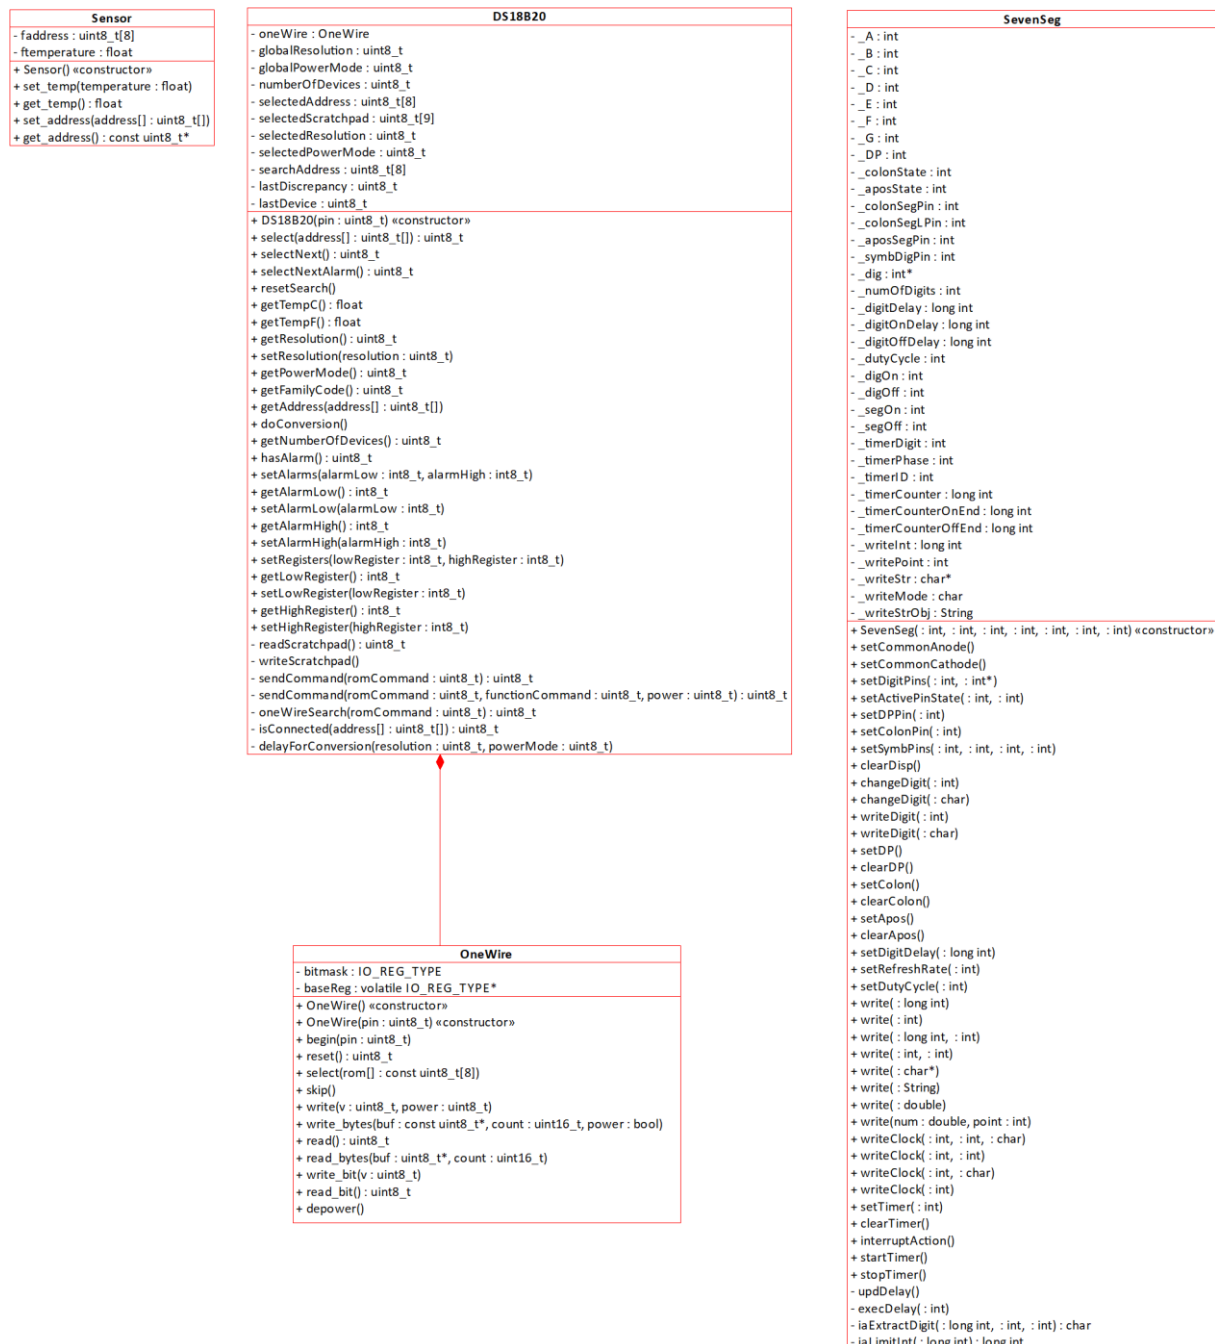 Sensor
- faddress : uint8_t[8]
- ftemperature : float
+ Sensor() «constructor»
+ set_temp(temperature : float)
+ get_temp() : float
+ set_address(address[] : uint8_t[])
+ get_address() : const uint8_t*
DS18B20
- oneWire : OneWire
- globalResolution : uint8_t
- globalPowerMode : uint8_t
- numberOfDevices : uint8_t
- selectedAddress : uint8_t[8]
- selectedScratchpad : uint8_t[9]
- selectedResolution : uint8_t
- selectedPowerMode : uint8_t
- searchAddress : uint8_t[8]
- lastDiscrepancy : uint8_t
- lastDevice : uint8_t
+ DS18B20(pin : uint8_t) «constructor»
+ select(address[] : uint8_t[]) : uint8_t
+ selectNext() : uint8_t
+ selectNextAlarm() : uint8_t
+ resetSearch()
+ getTempC() : float
+ getTempF() : float
+ getResolution() : uint8_t
+ setResolution(resolution : uint8_t)
+ getPowerMode() : uint8_t
+ getFamilyCode() : uint8_t
+ getAddress(address[] : uint8_t[])
+ doConversion()
+ getNumberOfDevices() : uint8_t
+ hasAlarm() : uint8_t
+ setAlarms(alarmLow : int8_t, alarmHigh : int8_t)
+ getAlarmLow() : int8_t
+ setAlarmLow(alarmLow : int8_t)
+ getAlarmHigh() : int8_t
+ setAlarmHigh(alarmHigh : int8_t)
+ setRegisters(lowRegister : int8_t, highRegister : int8_t)
+ getLowRegister() : int8_t
+ setLowRegister(lowRegister : int8_t)
+ getHighRegister() : int8_t
+ setHighRegister(highRegister : int8_t)
- readScratchpad() : uint8_t
- writeScratchpad()
- sendCommand(romCommand : uint8_t) : uint8_t
- sendCommand(romCommand : uint8_t, functionCommand : uint8_t, power : uint8_t) : uint8_t
- oneWireSearch(romCommand : uint8_t) : uint8_t
- isConnected(address[] : uint8_t[]) : uint8_t
- delayForConversion(resolution : uint8_t, powerMode : uint8_t)
OneWire
- bitmask : IO_REG_TYPE
- baseReg : volatile IO_REG_TYPE*
+ OneWire() «constructor»
+ OneWire(pin : uint8_t) «constructor»
+ begin(pin : uint8_t)
+ reset() : uint8_t
+ select(rom[] : const uint8_t[8])
+ skip()
+ write(v : uint8_t, power : uint8_t)
+ write_bytes(buf : const uint8_t*, count : uint16_t, power : bool)
+ read() : uint8_t
+ read_bytes(buf : uint8_t*, count : uint16_t)
+ write_bit(v : uint8_t)
+ read_bit() : uint8_t
+ depower()
SevenSeg
- _A : int
- _B : int
- _C : int
- _D : int
- _E : int
- _F : int
- _G : int
- _DP : int
- _colonState : int
- _aposState : int
- _colonSegPin : int
- _colonSegLPin : int
- _aposSegPin : int
- _symbDigPin : int
- _dig : int*
- _numOfDigits : int
- _digitDelay : long int
- _digitOnDelay : long int
- _digitOffDelay : long int
- _dutyCycle : int
- _digOn : int
- _digOff : int
- _segOn : int
- _segOff : int
- _timerDigit : int
- _timerPhase : int
- _timerID : int
- _timerCounter : long int
- _timerCounterOnEnd : long int
- _timerCounterOffEnd : long int
- _writeInt : long int
- _writePoint : int
- _writeStr : char*
- _writeMode : char
- _writeStrObj : String
+ SevenSeg( : int, : int, : int, : int, : int, : int, : int) «constructor»
+ setCommonAnode()
+ setCommonCathode()
+ setDigitPins( : int, : int*)
+ setActivePinState( : int, : int)
+ setDPPin( : int)
+ setColonPin( : int)
+ setSymbPins( : int, : int, : int, : int)
+ clearDisp()
+ changeDigit( : int)
+ changeDigit( : char)
+ writeDigit( : int)
+ writeDigit( : char)
+ setDP()
+ clearDP()
+ setColon()
+ clearColon()
+ setApos()
+ clearApos()
+ setDigitDelay( : long int)
+ setRefreshRate( : int)
+ setDutyCycle( : int)
+ write( : long int)
+ write( : int)
+ write( : long int, : int)
+ write( : int, : int)
+ write( : char*)
+ write( : String)
+ write( : double)
+ write(num : double, point : int)
+ writeClock( : int, : int, : char)
+ writeClock( : int, : int)
+ writeClock( : int, : char)
+ writeClock( : int)
+ setTimer( : int)
+ clearTimer()
+ interruptAction()
+ startTimer()
+ stopTimer()
- updDelay()
- execDelay( : int)
- iaExtractDigit( : long int, : int, : int) : char
- iaLimitInt( : long int) : long int